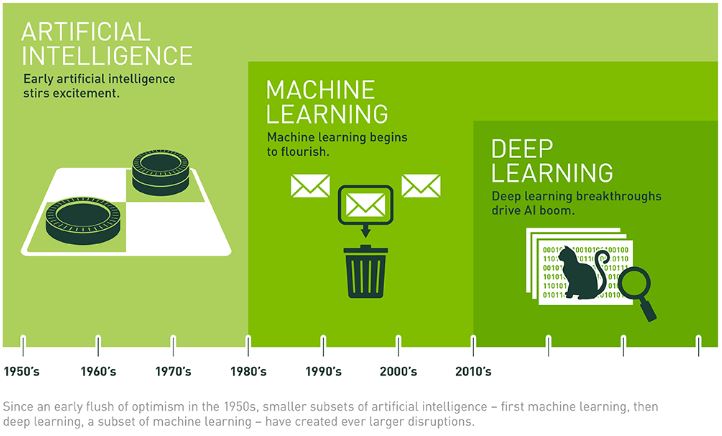 ARTIFICIAL
INTELLIGENCE
Early artificial intelligence
stirs excitement.
MACHINE
LEARNING
Machine learning begins
to flourish.
DEEP
LEARNING
Deep learning breakthroughs
drive AI boom.
1950's 1960's 1970's 1980's 1990's 2000's 2010's
Since an early flush of optimism in the 1950s, smaller subsets of artificial intelligence – first machine learning, then
deep learning, a subset of machine learning – have created ever larger disruptions.